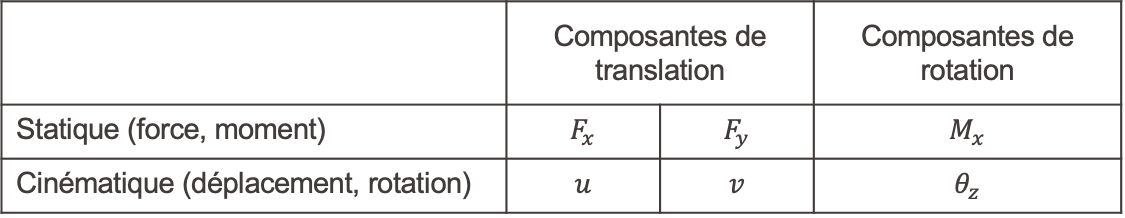 Composantes de
translation
Composantes de
rotation
Statique (force, moment) F_x F_y M_x
Cinématique (déplacement, rotation) u v θ_z